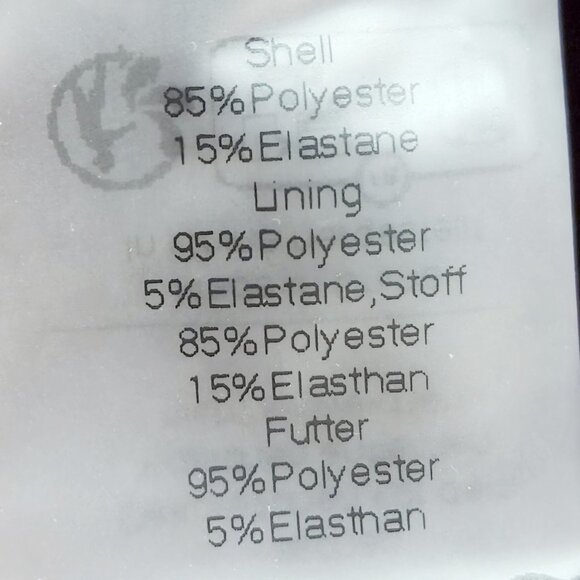 Shell
85%Polyester
15%Elastane
Lining
95%Polyester
5%Elastane,Stoff
85%Polyester
15%Elasthan
Futter
95%Polyester
5%Elasthan